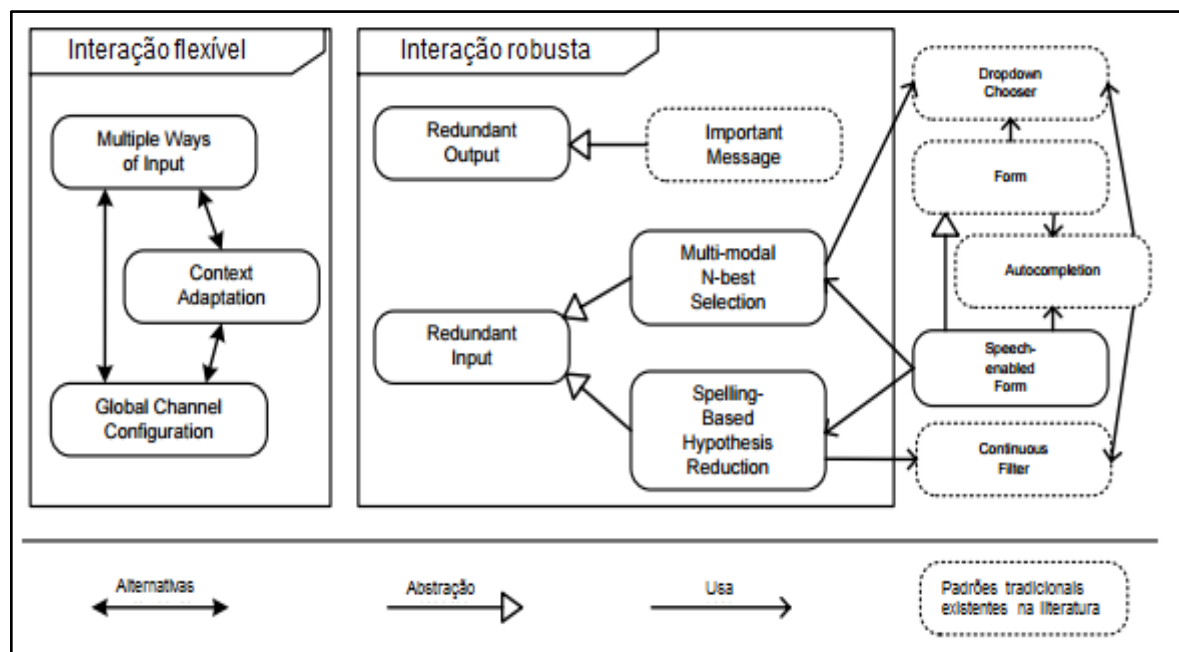 Interação flexível
Multiple Ways
of Input
Context
Adaptation
Global Channel
Configuration
Interação robusta
Redundant
Output
Important
Message
Multi-modal
N-best
Selection
Redundant
Input
Spelling-
Based
Hypothesis
Reduction
Dropdown
Chooser
Form
Autocompletion
Speech-
enabled
Form
Continuous
Filter
Alternativas
Abstração
Usa
Padrões tradicionais
existentes na literatura